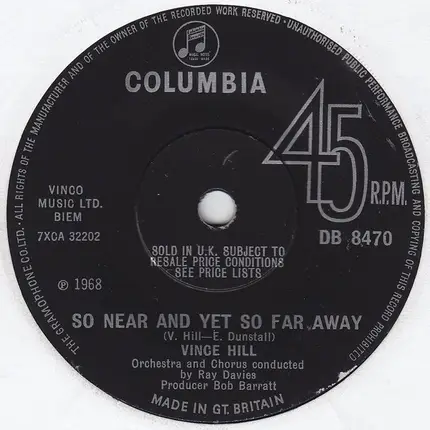 THE GRAMOPHONE CO. LTD. · ALL RIGHTS OF THE MANUFACTURER AND OF THE OWNER OF THE RECORDED WORK RESERVED · UNAUTHORISED PUBLIC PERFORMANCE BROADCASTING AND COPYING OF THIS RECORD PROHIBITED
COLUMBIA
45
R.P.M.
VINCO
MUSIC LTD.
BIEM
7XCA 32202
DB 8470
SOLD IN U.K. SUBJECT TO
RESALE PRICE CONDITIONS
SEE PRICE LISTS
℗ 1968
SO NEAR AND YET SO FAR AWAY
(V. Hill—E. Dunstall)
VINCE HILL
Orchestra and Chorus conducted
by Ray Davies
Producer Bob Barratt
MADE IN GT. BRITAIN